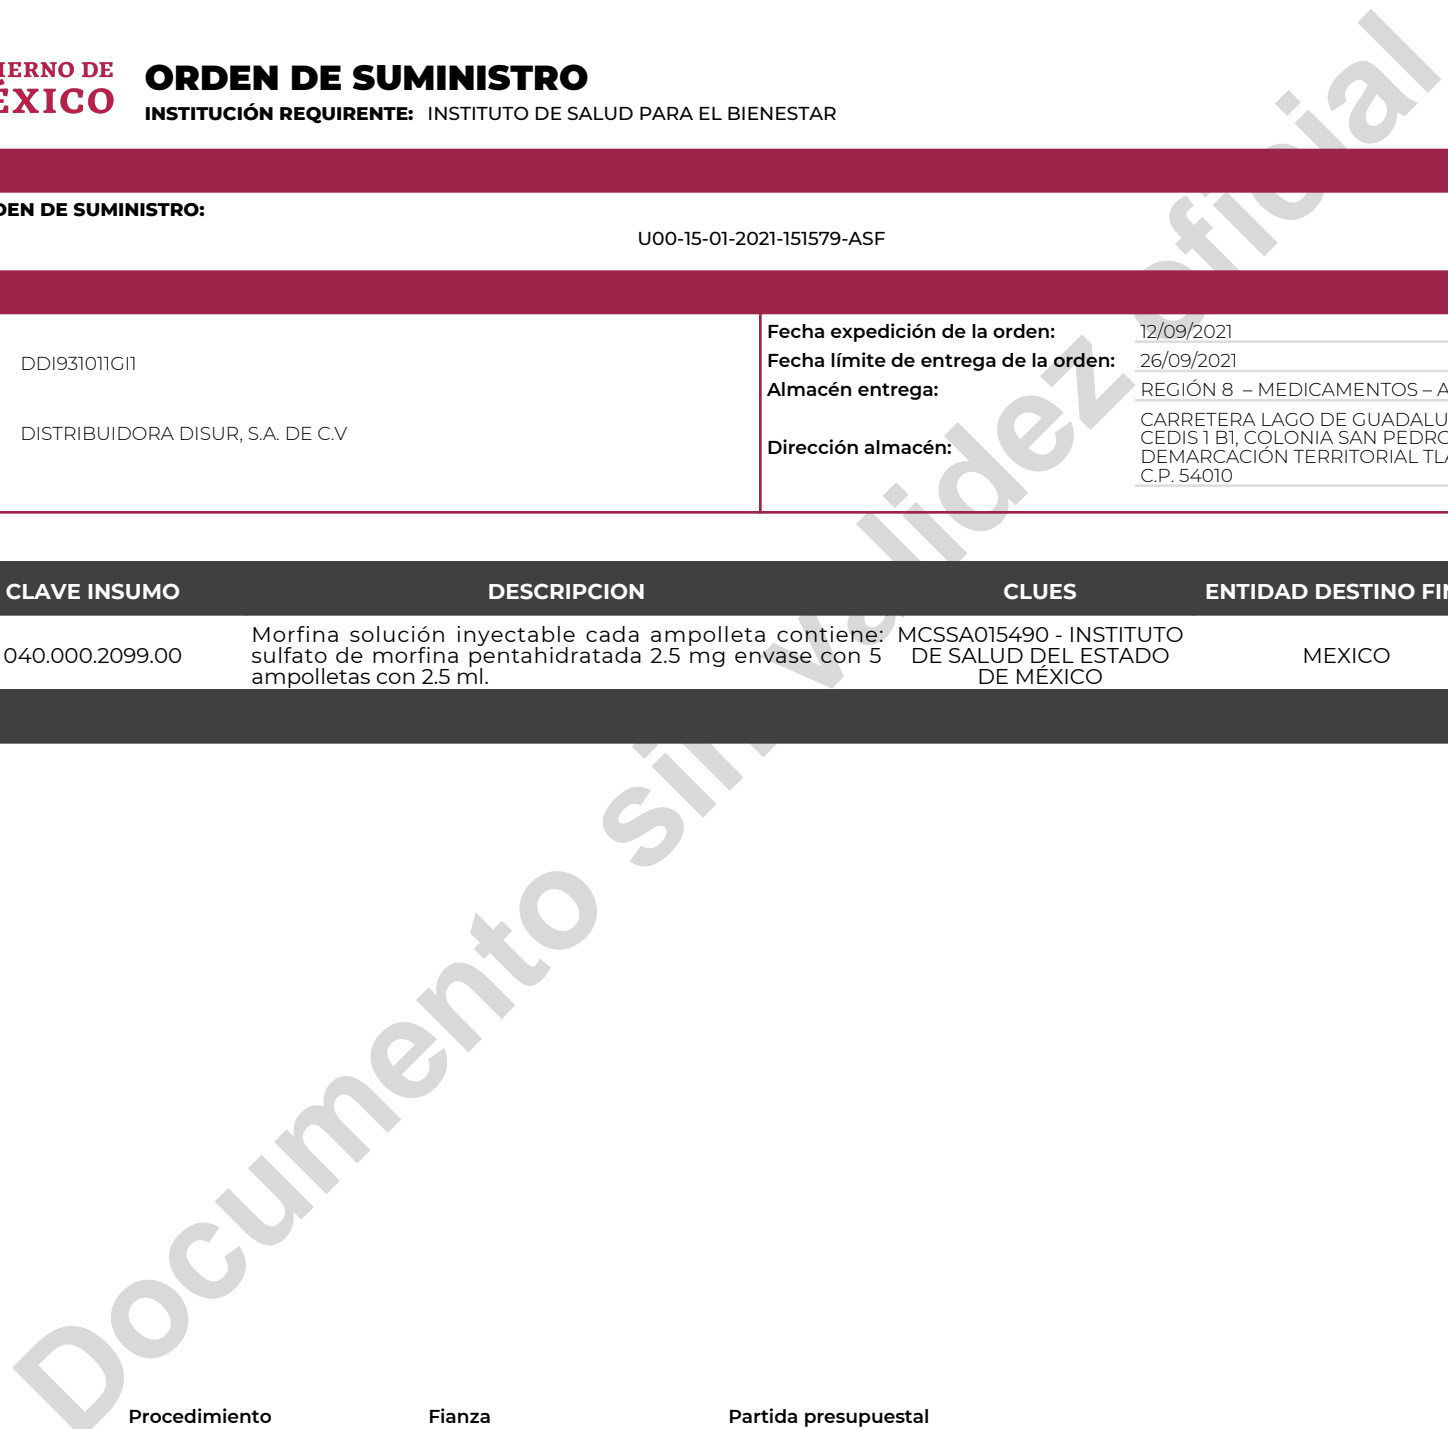 IERNO DE
ÉXICO
ORDEN DE SUMINISTRO
INSTITUCIÓN REQUIRENTE: INSTITUTO DE SALUD PARA EL BIENESTAR
DEN DE SUMINISTRO:
U00-15-01-2021-151579-ASF
DDI931011GI1
DISTRIBUIDORA DISUR, S.A. DE C.V
Fecha expedición de la orden: 12/09/2021
Fecha límite de entrega de la orden: 26/09/2021
Almacén entrega: REGIÓN 8 – MEDICAMENTOS – A
Dirección almacén:
CARRETERA LAGO DE GUADALU
CEDIS 1 B1, COLONIA SAN PEDRO
DEMARCACIÓN TERRITORIAL TLA
C.P. 54010
CLAVE INSUMO DESCRIPCION CLUES ENTIDAD DESTINO FIN
040.000.2099.00
Morfina solución inyectable cada ampolleta contiene:
sulfato de morfina pentahidratada 2.5 mg envase con 5
ampolletas con 2.5 ml.
MCSSA015490 - INSTITUTO
DE SALUD DEL ESTADO
DE MÉXICO
MEXICO
Documento sin validez oficial
Procedimiento Fianza Partida presupuestal